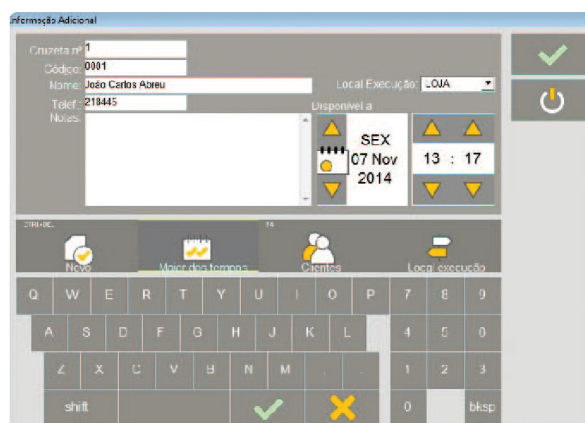 Informação Adicional
Cruzeta nº 1
Código: 0001
Nome: João Carlos Abreu
Local Execução: LOJA
Telef.: 218445
Disponível a
Notas:
SEX
07 Nov
2014
13 : 17
Novo
Maior dos tempos
F4
Clientes
Local execução
Q W E R T Y U I O P 7 8 9
A S D F G H J K L 4 5 6
Z X C V B N M , . 1 2 3
shift
0
bksp